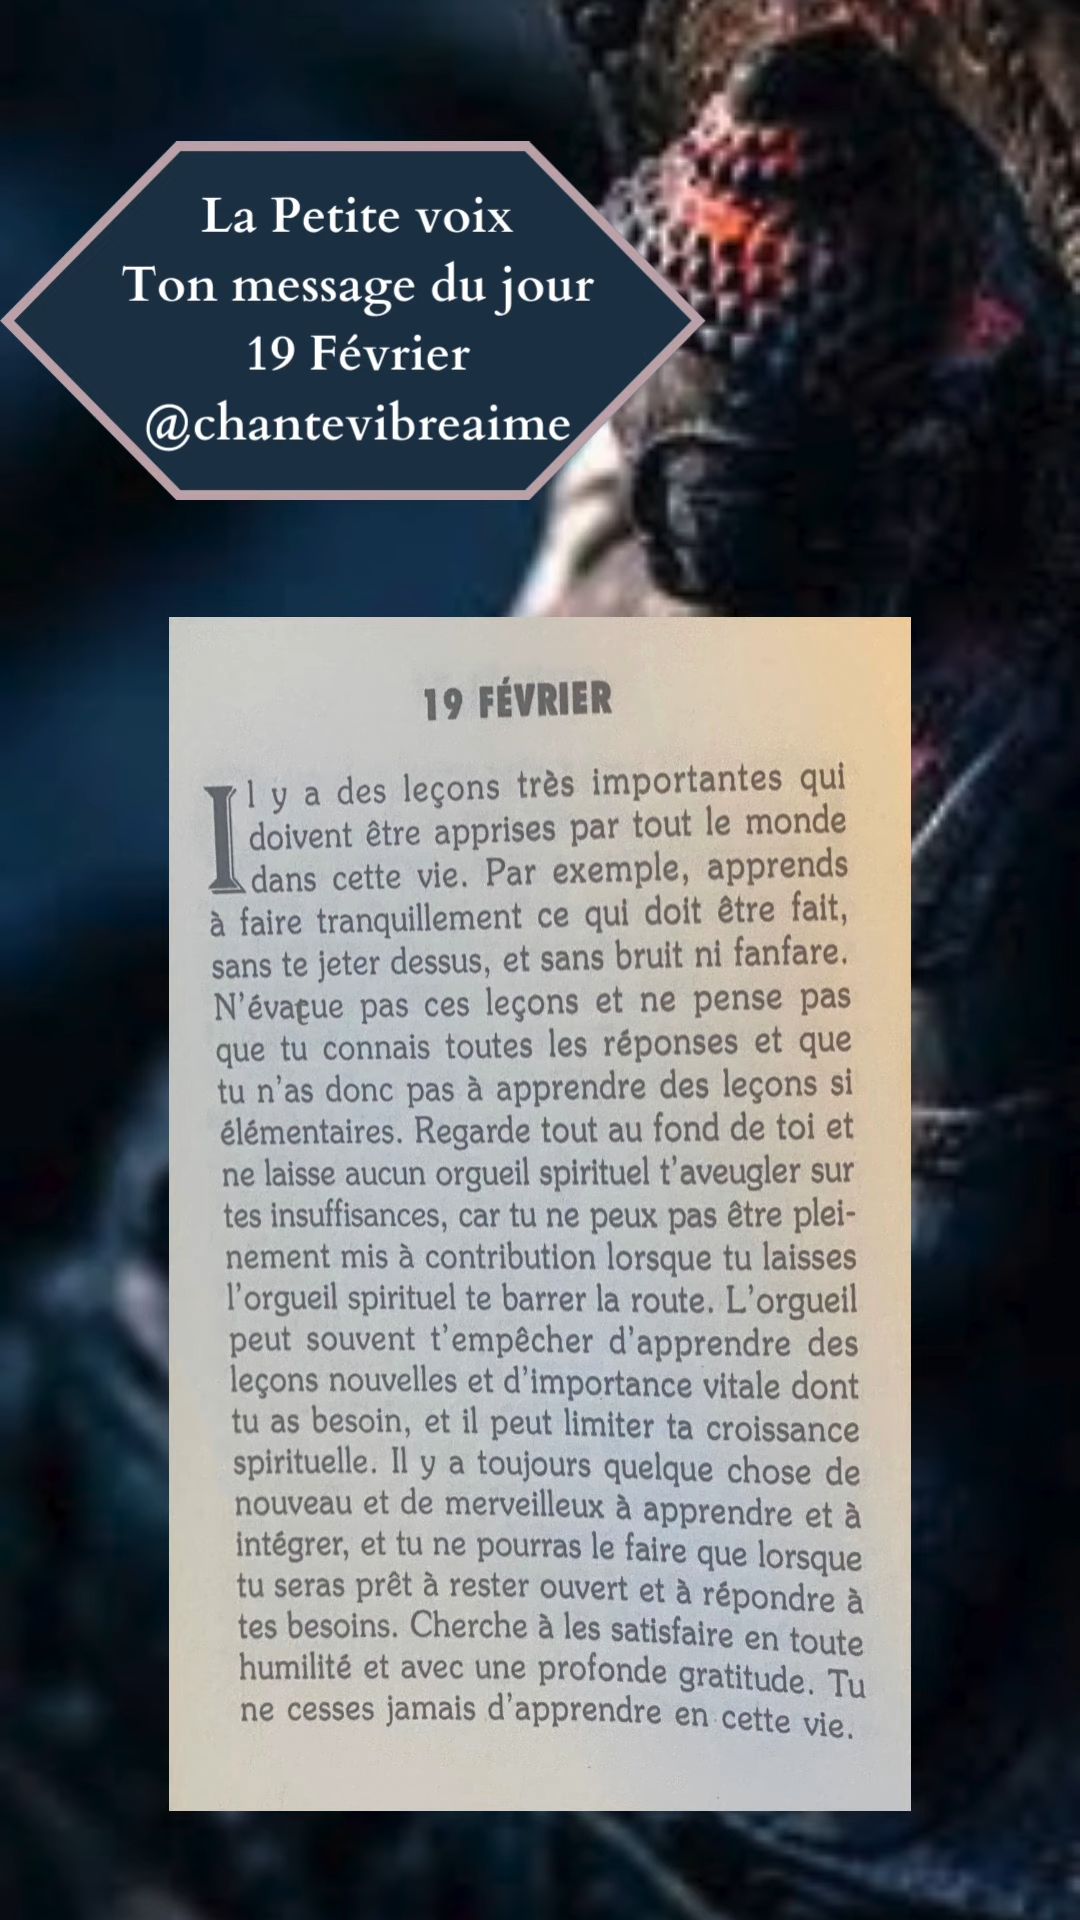 La Petite voix
Ton message du jour
19 Février
@chantevibreaime
19 FÉVRIER
Il y a des leçons très importantes qui
doivent être apprises par tout le monde
dans cette vie. Par exemple, apprends
à faire tranquillement ce qui doit être fait,
sans te jeter dessus, et sans bruit ni fanfare.
N'évacue pas ces leçons et ne pense pas
que tu connais toutes les réponses et que
tu n'as donc pas à apprendre des leçons si
élémentaires. Regarde tout au fond de toi et
ne laisse aucun orgueil spirituel t'aveugler sur
tes insuffisances, car tu ne peux pas être plei-
nement mis à contribution lorsque tu laisses
l'orgueil spirituel te barrer la route. L'orgueil
peut souvent t'empêcher d'apprendre des
leçons nouvelles et d'importance vitale dont
tu as besoin, et il peut limiter ta croissance
spirituelle. Il y a toujours quelque chose de
nouveau et de merveilleux à apprendre et à
intégrer, et tu ne pourras le faire que lorsque
tu seras prêt à rester ouvert et à répondre à
tes besoins. Cherche à les satisfaire en toute
humilité et avec une profonde gratitude. Tu
ne cesses jamais d'apprendre en cette vie.